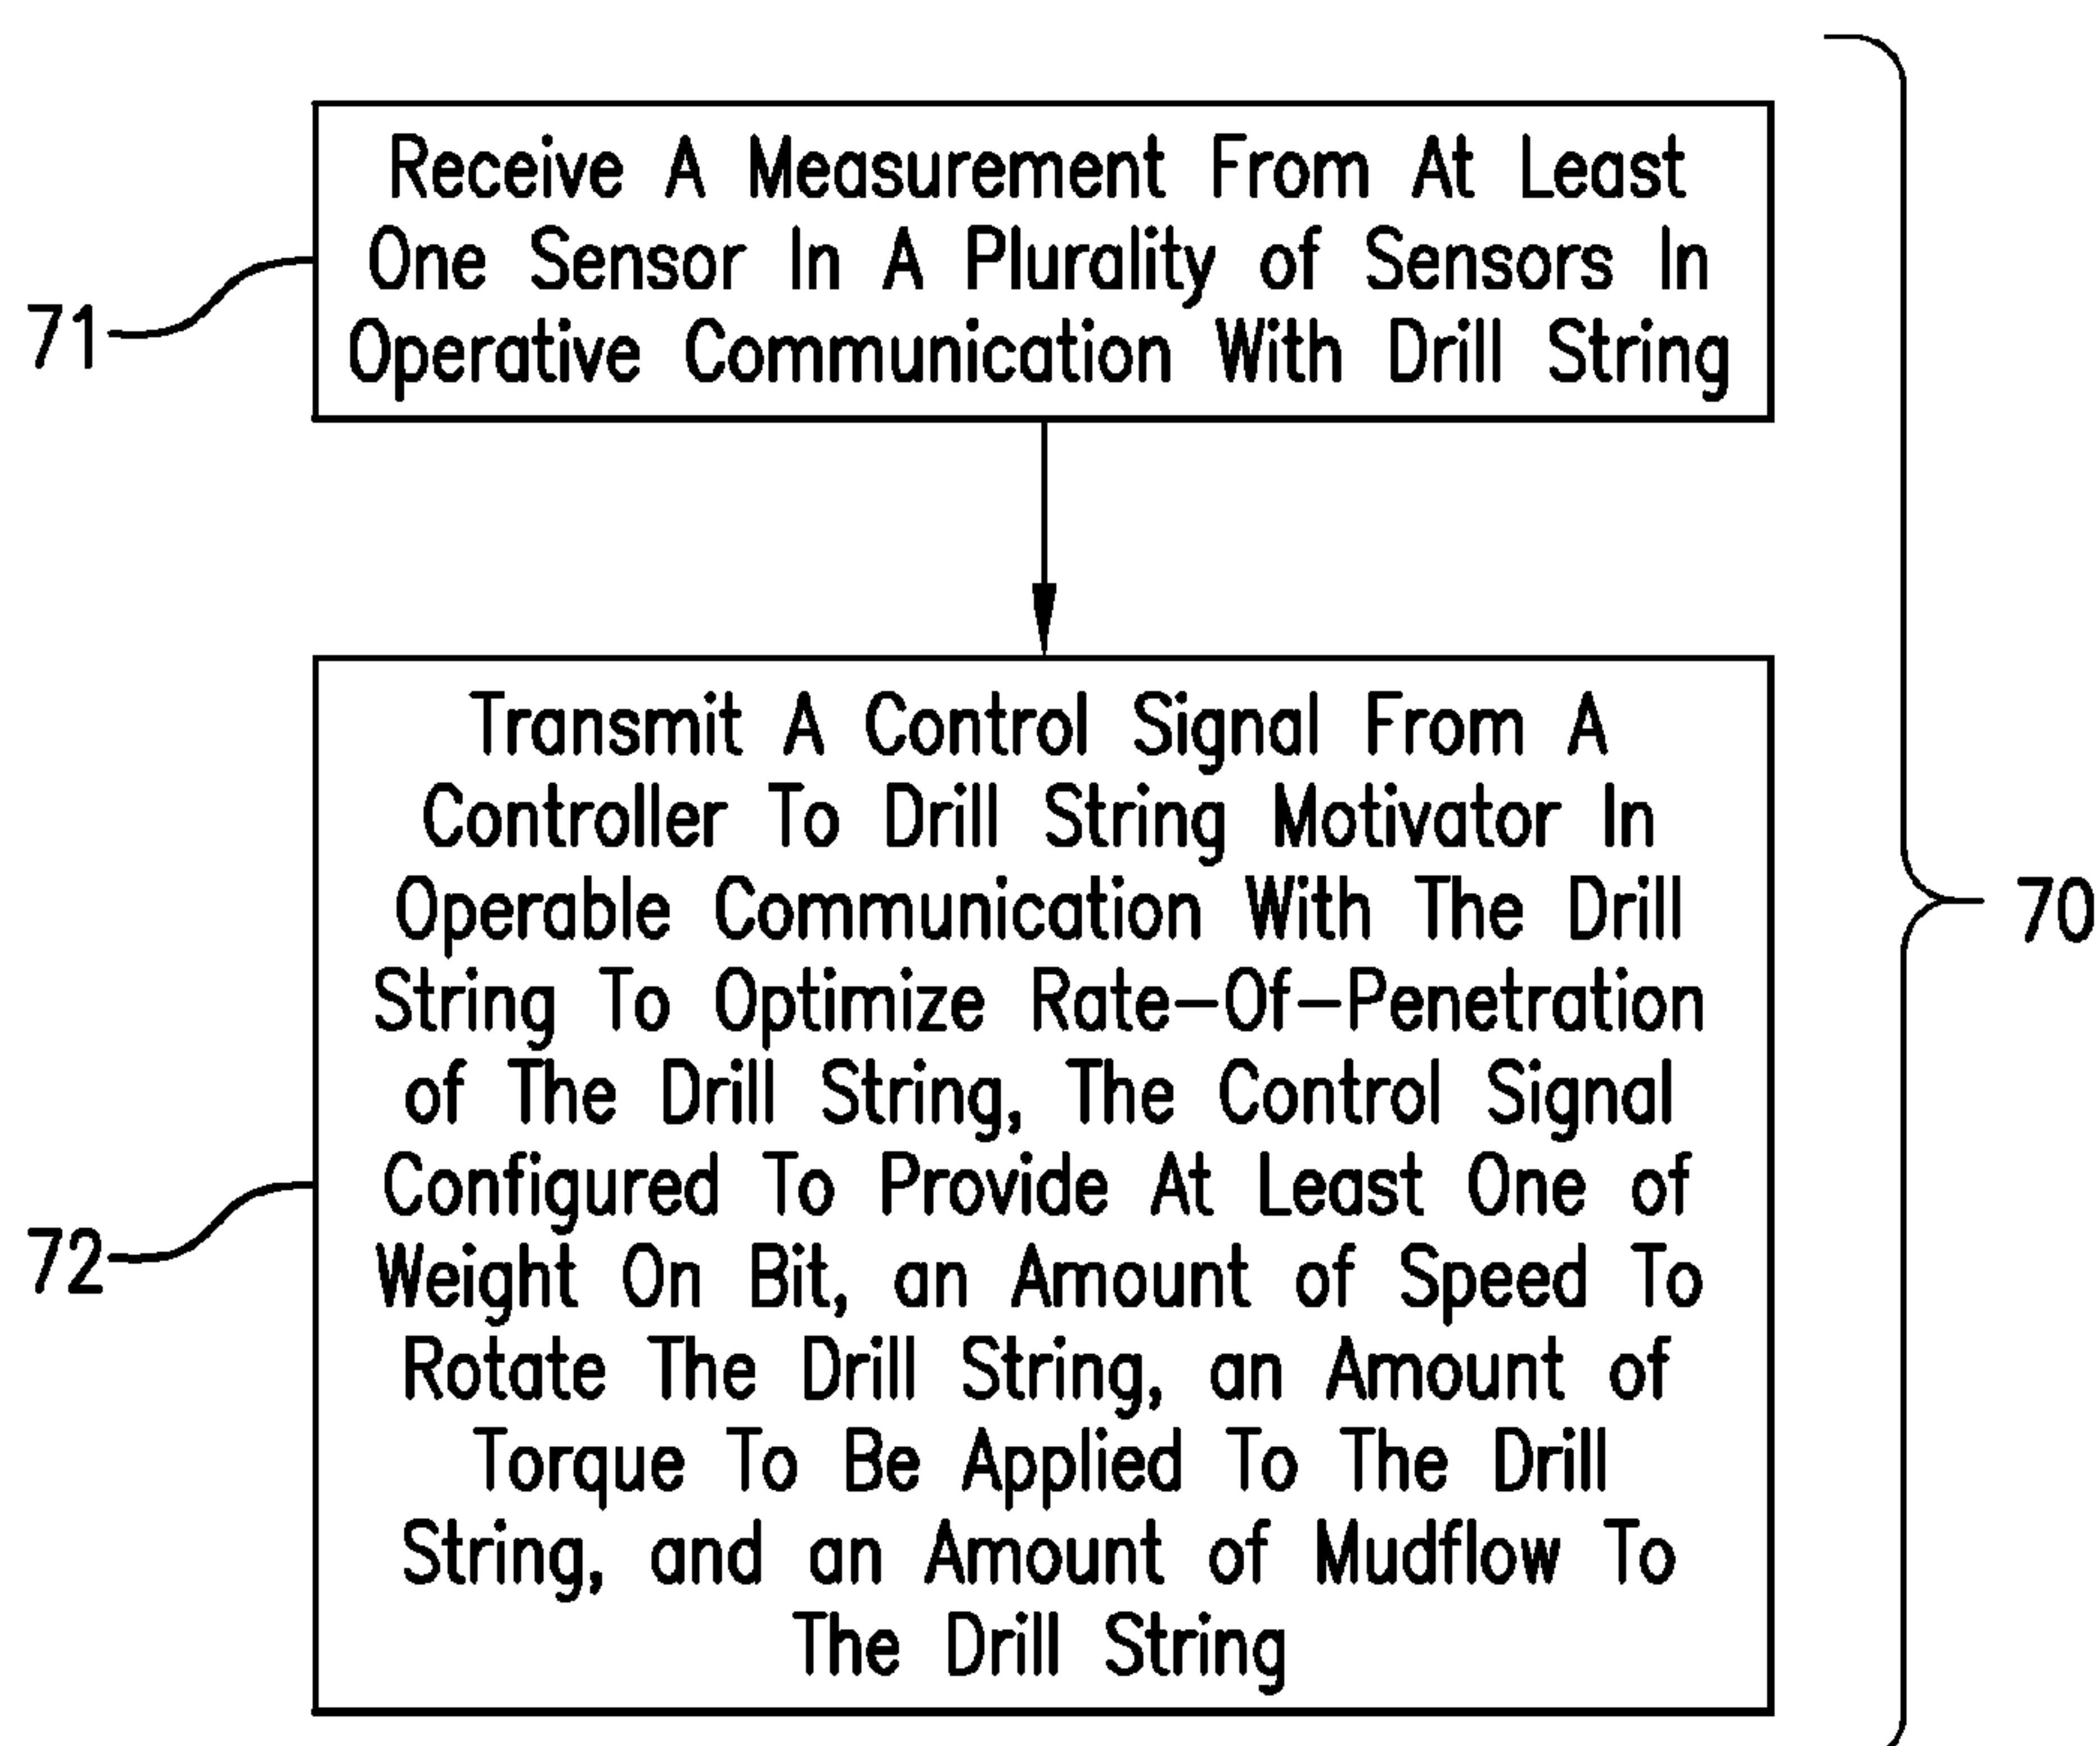 Receive A Measurement From At Least
One Sensor In A Plurality of Sensors In
Operative Communication With Drill String
71
Transmit A Control Signal From A
Controller To Drill String Motivator In
Operable Communication With The Drill
String To Optimize Rate-Of-Penetration
of The Drill String, The Control Signal
Configured To Provide At Least One of
Weight On Bit, an Amount of Speed To
Rotate The Drill String, an Amount of
Torque To Be Applied To The Drill
String, and an Amount of Mudflow To
The Drill String
72
70